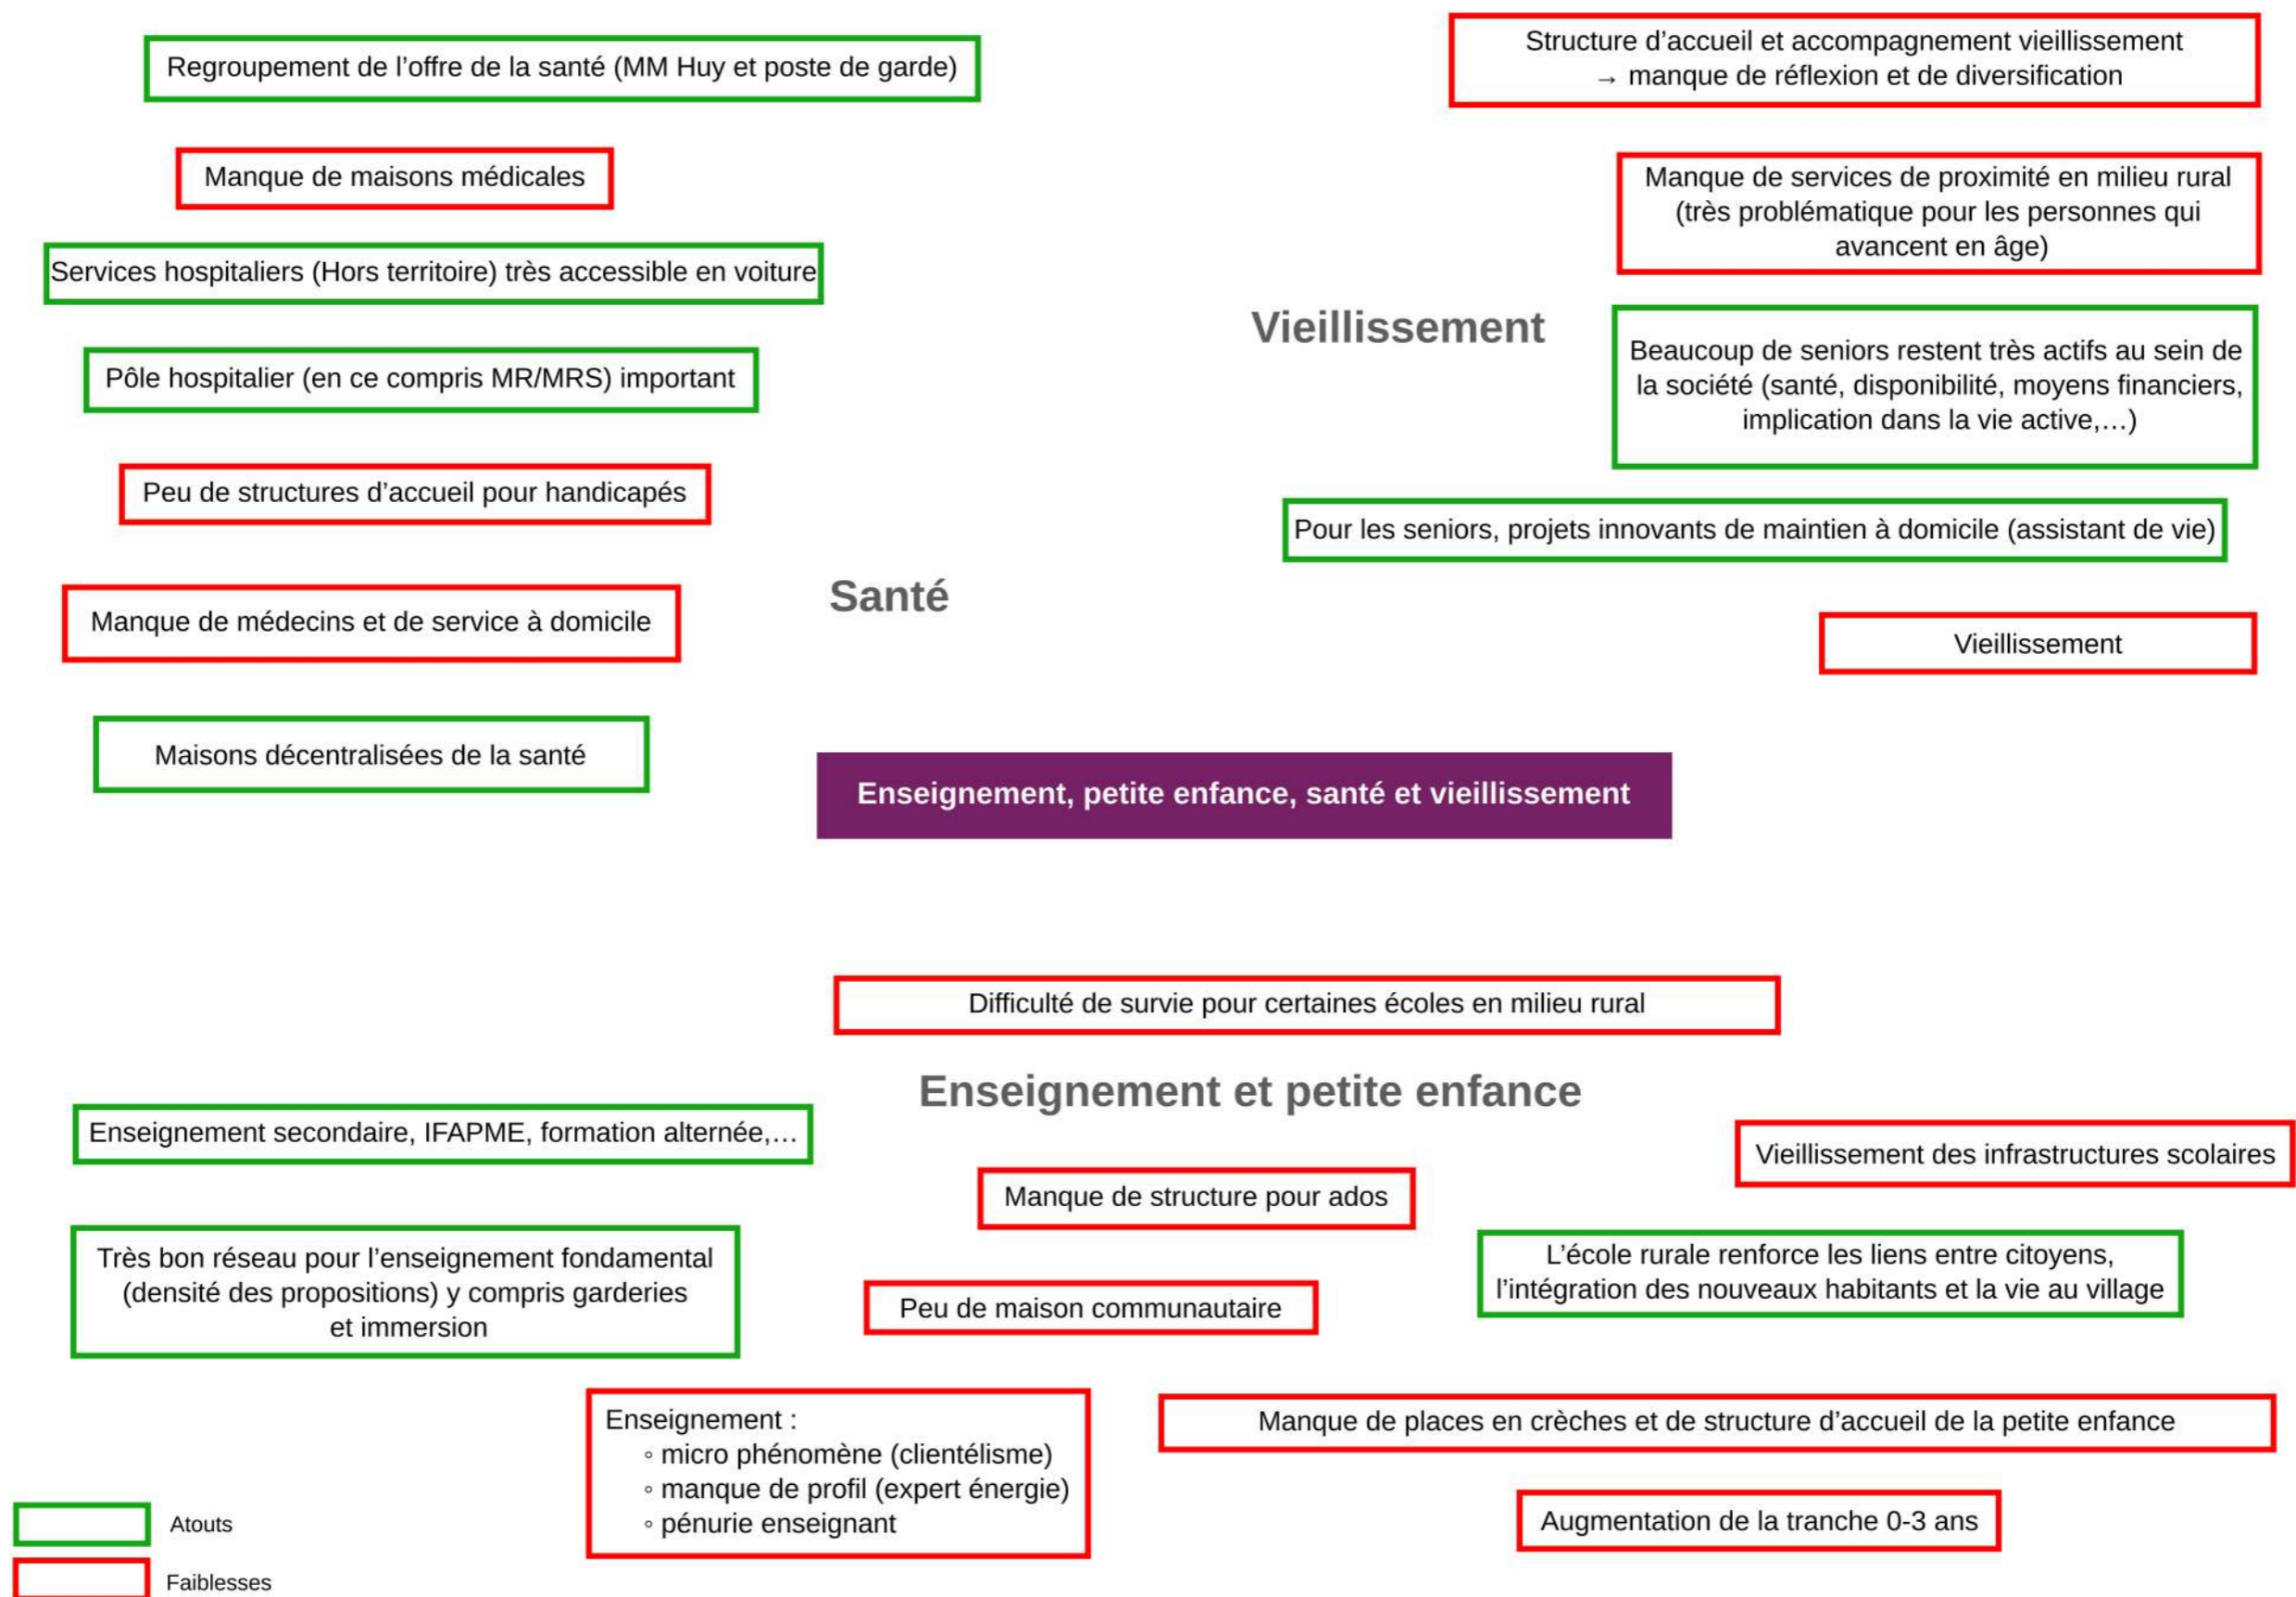 Regroupement de l’offre de la santé (MM Huy et poste de garde)
Manque de maisons médicales
Services hospitaliers (Hors territoire) très accessible en voiture
Pôle hospitalier (en ce compris MR/MRS) important
Peu de structures d’accueil pour handicapés
Manque de médecins et de service à domicile
Maisons décentralisées de la santé
Santé
Structure d’accueil et accompagnement vieillissement
→ manque de réflexion et de diversification
Manque de services de proximité en milieu rural
(très problématique pour les personnes qui
avancent en âge)
Vieillissement
Beaucoup de seniors restent très actifs au sein de
la société (santé, disponibilité, moyens financiers,
implication dans la vie active,…)
Pour les seniors, projets innovants de maintien à domicile (assistant de vie)
Vieillissement
Enseignement, petite enfance, santé et vieillissement
Difficulté de survie pour certaines écoles en milieu rural
Enseignement et petite enfance
Enseignement secondaire, IFAPME, formation alternée,…
Vieillissement des infrastructures scolaires
Manque de structure pour ados
Très bon réseau pour l’enseignement fondamental
(densité des propositions) y compris garderies
et immersion
L’école rurale renforce les liens entre citoyens,
l’intégration des nouveaux habitants et la vie au village
Peu de maison communautaire
Enseignement :
◦ micro phénomène (clientélisme)
◦ manque de profil (expert énergie)
◦ pénurie enseignant
Manque de places en crèches et de structure d’accueil de la petite enfance
Augmentation de la tranche 0-3 ans
Atouts
Faiblesses